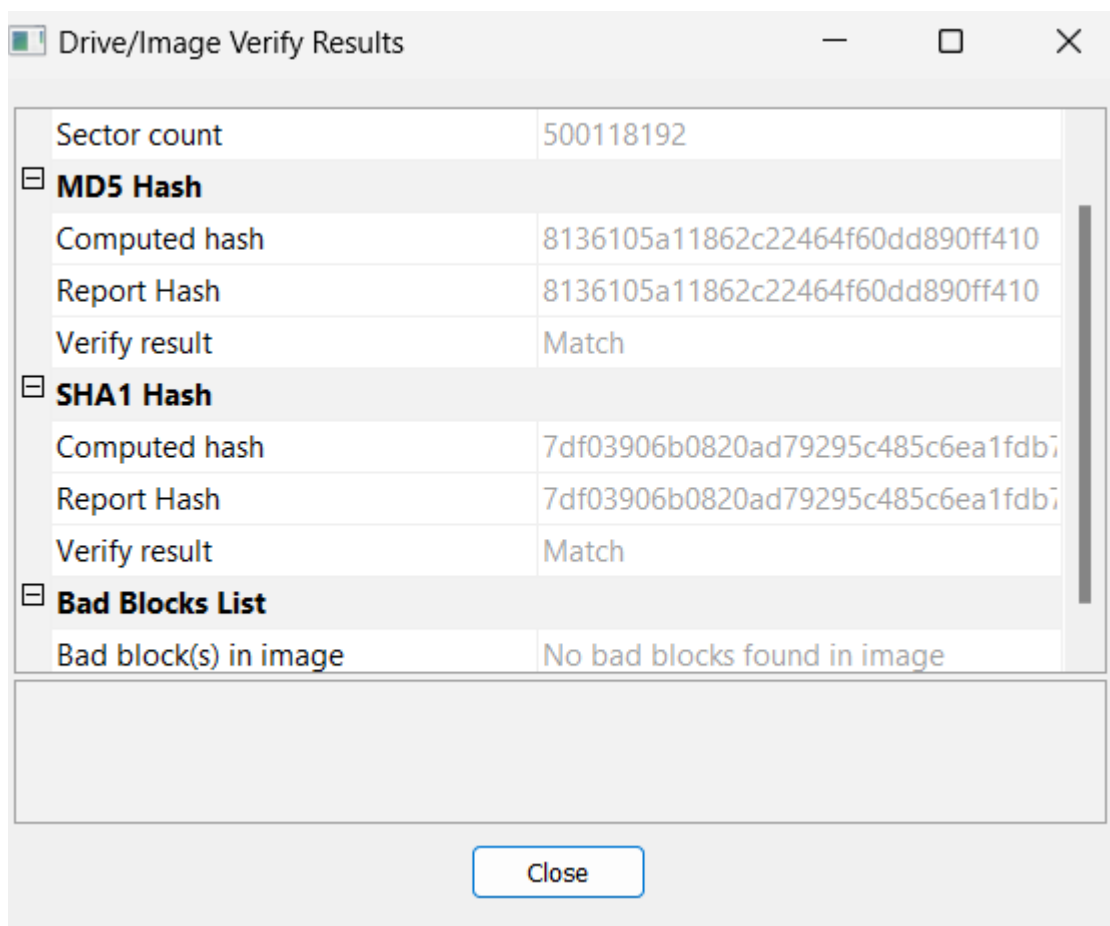 Drive/Image Verify Results
Sector count 500118192
MD5 Hash
Computed hash 8136105a11862c22464f60dd890ff410
Report Hash 8136105a11862c22464f60dd890ff410
Verify result Match
SHA1 Hash
Computed hash 7df03906b0820ad79295c485c6ea1fdb7
Report Hash 7df03906b0820ad79295c485c6ea1fdb7
Verify result Match
Bad Blocks List
Bad block(s) in image No bad blocks found in image
Close